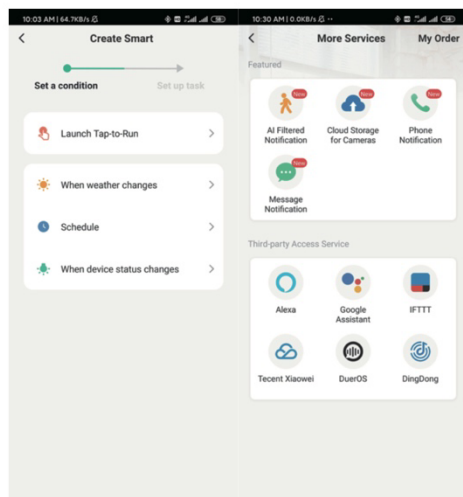 10:03 AM | 64.7KB/s
Create Smart
Set a condition
Set up task
Launch Tap-to-Run
When weather changes
Schedule
When device status changes
10:30 AM | 0.0KB/s
More Services
My Order
Featured
New
AI Filtered
Notification
New
Cloud Storage
for Cameras
New
Phone
Notification
New
Message
Notification
Third-party Access Service
Alexa
Google
Assistant
IFTTT
Tecent Xiaowei
DuerOS
DingDong